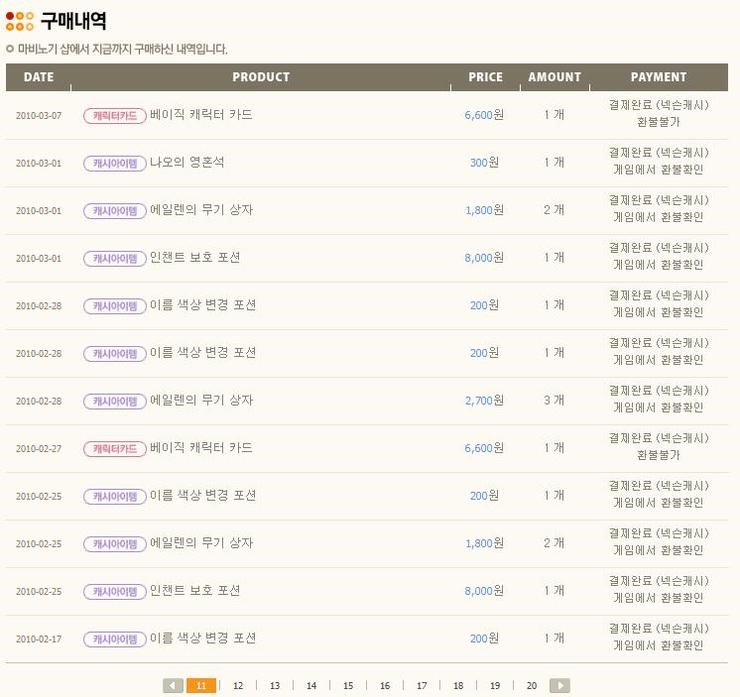 구매내역
마비노기 샵에서 지금까지 구매하신 내역입니다.
DATE PRODUCT PRICE AMOUNT PAYMENT
2010-03-07 캐릭터카드 베이직 캐릭터 카드 6,600원 1 개 결제완료 (넥슨캐시)
환불불가
2010-03-01 캐시아이템 나오의 영혼석 300원 1 개 결제완료 (넥슨캐시)
게임에서 환불확인
2010-03-01 캐시아이템 에일렌의 무기 상자 1,800원 2 개 결제완료 (넥슨캐시)
게임에서 환불확인
2010-03-01 캐시아이템 인챈트 보호 포션 8,000원 1 개 결제완료 (넥슨캐시)
게임에서 환불확인
2010-02-28 캐시아이템 이름 색상 변경 포션 200원 1 개 결제완료 (넥슨캐시)
게임에서 환불확인
2010-02-28 캐시아이템 이름 색상 변경 포션 200원 1 개 결제완료 (넥슨캐시)
게임에서 환불확인
2010-02-28 캐시아이템 에일렌의 무기 상자 2,700원 3 개 결제완료 (넥슨캐시)
게임에서 환불확인
2010-02-27 캐릭터카드 베이직 캐릭터 카드 6,600원 1 개 결제완료 (넥슨캐시)
환불불가
2010-02-25 캐시아이템 이름 색상 변경 포션 200원 1 개 결제완료 (넥슨캐시)
게임에서 환불확인
2010-02-25 캐시아이템 에일렌의 무기 상자 1,800원 2 개 결제완료 (넥슨캐시)
게임에서 환불확인
2010-02-25 캐시아이템 인챈트 보호 포션 8,000원 1 개 결제완료 (넥슨캐시)
게임에서 환불확인
2010-02-17 캐시아이템 이름 색상 변경 포션 200원 1 개 결제완료 (넥슨캐시)
게임에서 환불확인
11 12 13 14 15 16 17 18 19 20